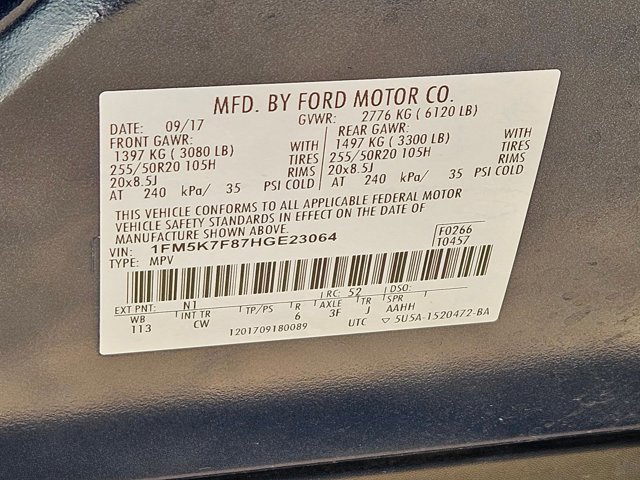 MFD. BY FORD MOTOR CO.
DATE: 09/17 GVWR: 2776 KG ( 6120 LB)
FRONT GAWR: WITH REAR GAWR: WITH
1397 KG ( 3080 LB) TIRES 1497 KG ( 3300 LB) TIRES
255/50R20 105H RIMS 255/50R20 105H RIMS
20x8.5J 20x8.5J
AT 240 kPa/ 35 PSI COLD AT 240 kPa/ 35 PSI COLD
THIS VEHICLE CONFORMS TO ALL APPLICABLE FEDERAL MOTOR
VEHICLE SAFETY STANDARDS IN EFFECT ON THE DATE OF
MANUFACTURE SHOWN ABOVE.
VIN: 1FM5K7F87HGE23064 F0266
TYPE: MPV T0457
EXT PNT: N1 RC: 52 DSO:
WB INT TR TP/PS R AXLE TR SPR
113 CW 6 3F J AAHH
1201709180089 UTC ▽ 5U5A-1520472-BA